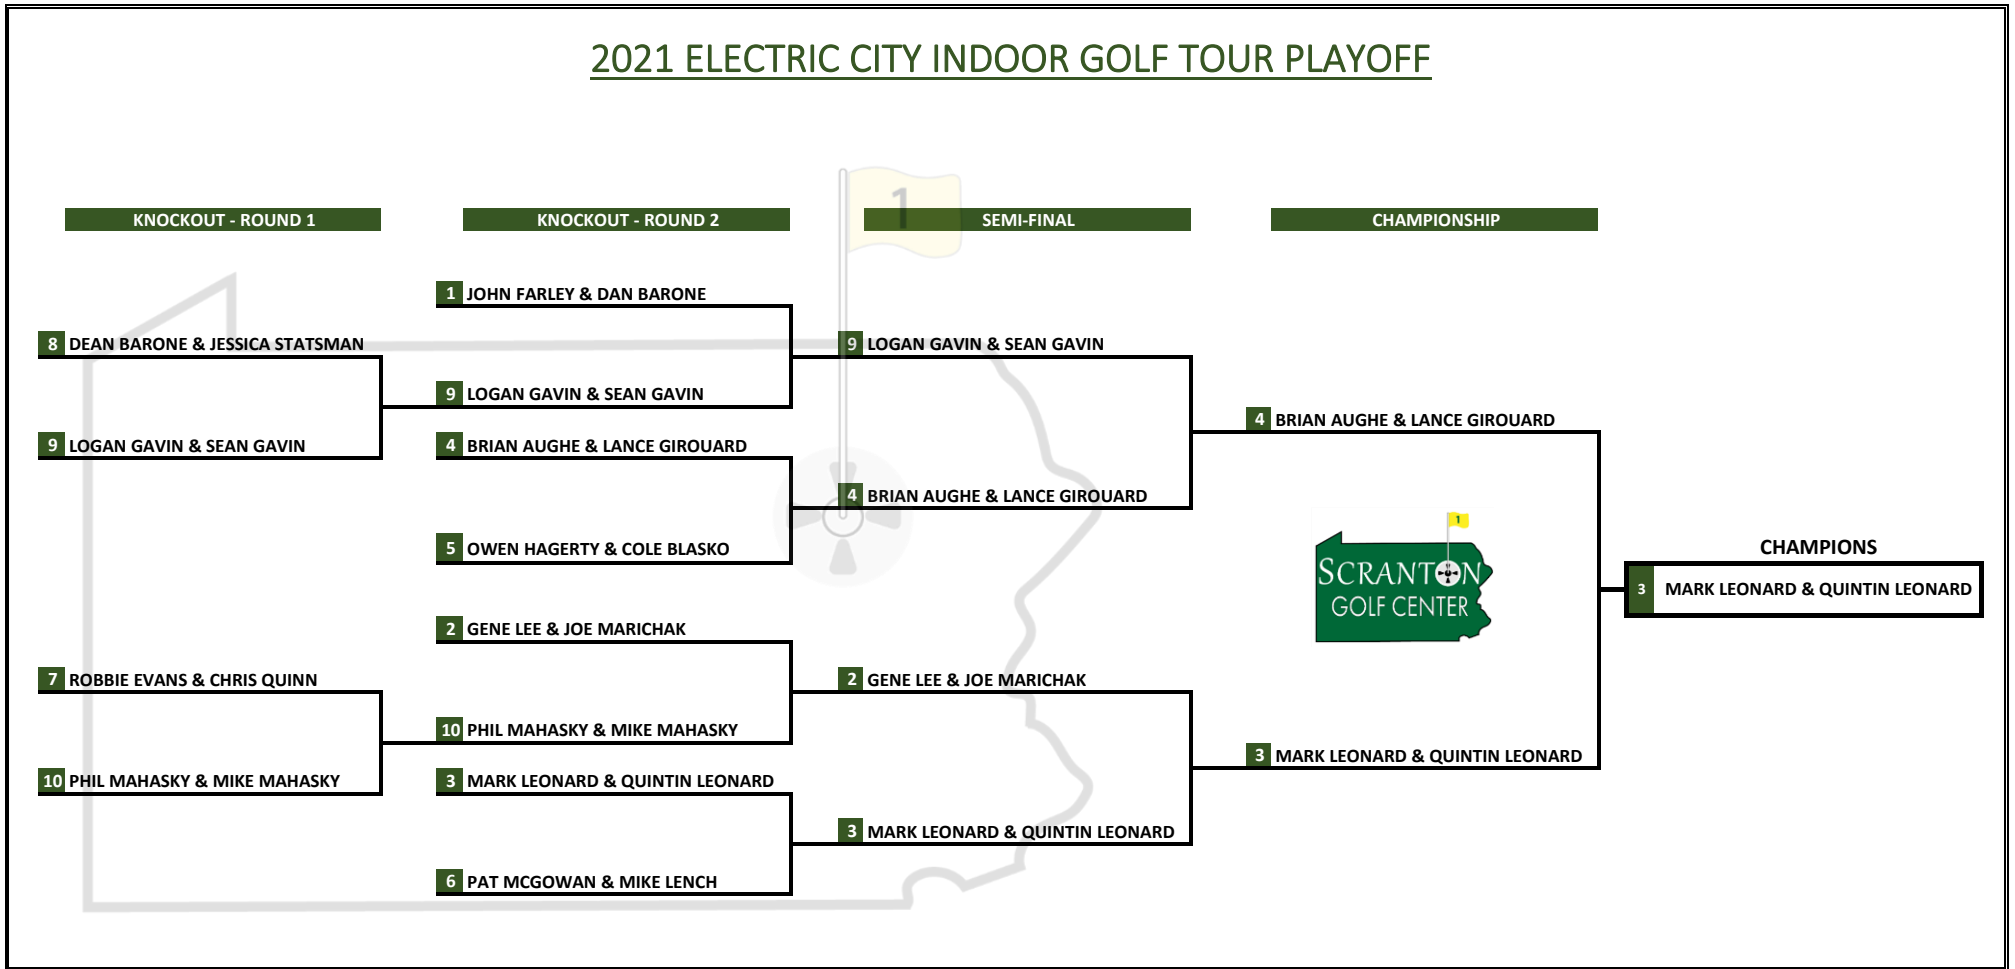 2021 ELECTRIC CITY INDOOR GOLF TOUR PLAYOFF
1
KNOCKOUT - ROUND 1
KNOCKOUT - ROUND 2
SEMI-FINAL
CHAMPIONSHIP
8 DEAN BARONE & JESSICA STATSMAN
9 LOGAN GAVIN & SEAN GAVIN
7 ROBBIE EVANS & CHRIS QUINN
10 PHIL MAHASKY & MIKE MAHASKY
1 JOHN FARLEY & DAN BARONE
9 LOGAN GAVIN & SEAN GAVIN
4 BRIAN AUGHE & LANCE GIROUARD
5 OWEN HAGERTY & COLE BLASKO
2 GENE LEE & JOE MARICHAK
10 PHIL MAHASKY & MIKE MAHASKY
3 MARK LEONARD & QUINTIN LEONARD
6 PAT MCGOWAN & MIKE LENCH
9 LOGAN GAVIN & SEAN GAVIN
4 BRIAN AUGHE & LANCE GIROUARD
2 GENE LEE & JOE MARICHAK
3 MARK LEONARD & QUINTIN LEONARD
4 BRIAN AUGHE & LANCE GIROUARD
3 MARK LEONARD & QUINTIN LEONARD
1
SCRANTON
GOLF CENTER
CHAMPIONS
3 MARK LEONARD & QUINTIN LEONARD